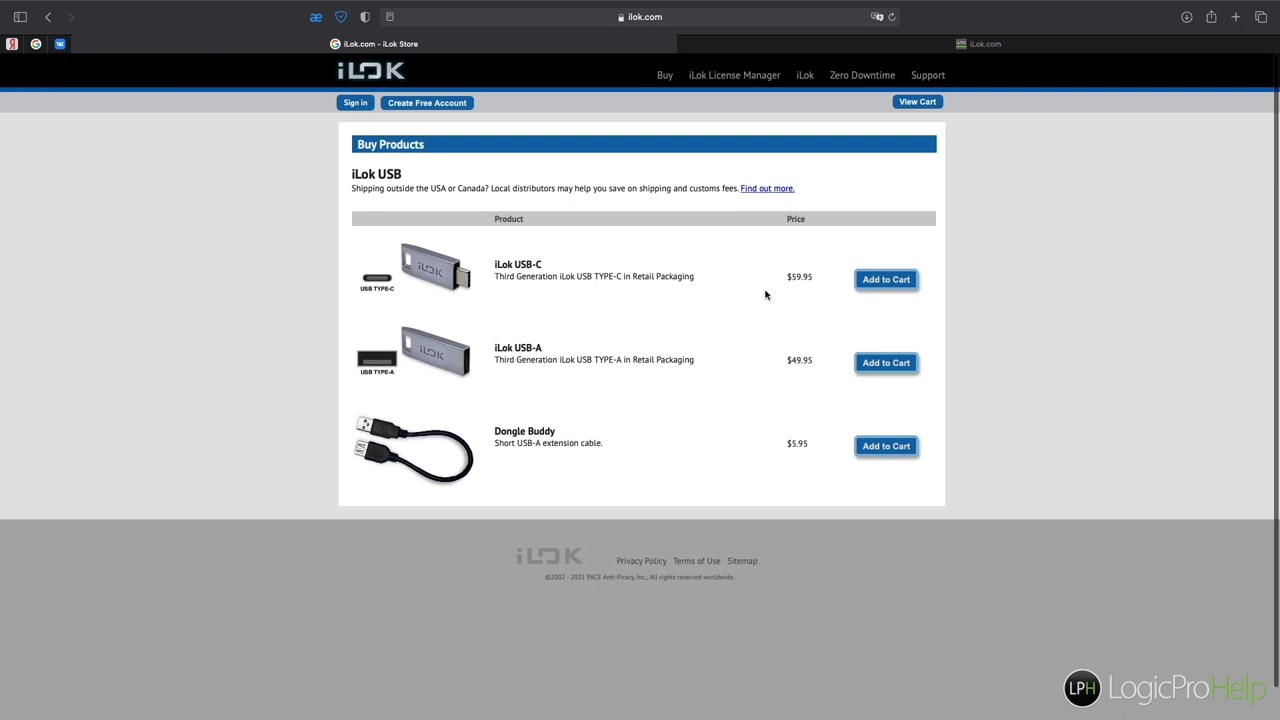 ilok.com
iLok.com - iLok Store
iLok.com
iLOK
Buy
iLok License Manager
iLok
Zero Downtime
Support
Sign in
Create Free Account
View Cart
Buy Products
iLok USB
Shipping outside the USA or Canada? Local distributors may help you save on shipping and customs fees. Find out more.
Product
Price
iLok USB-C
Third Generation iLok USB TYPE-C in Retail Packaging
$59.95
Add to Cart
iLOK
USB TYPE-C
iLok USB-A
Third Generation iLok USB TYPE-A in Retail Packaging
$49.95
Add to Cart
iLOK
USB TYPE-A
Dongle Buddy
Short USB-A extension cable.
$5.95
Add to Cart
iLOK
Privacy Policy
Terms of Use
Sitemap
©2002 - 2021 PACE Anti-Piracy, Inc., All rights reserved worldwide.
LPH LogicProHelp